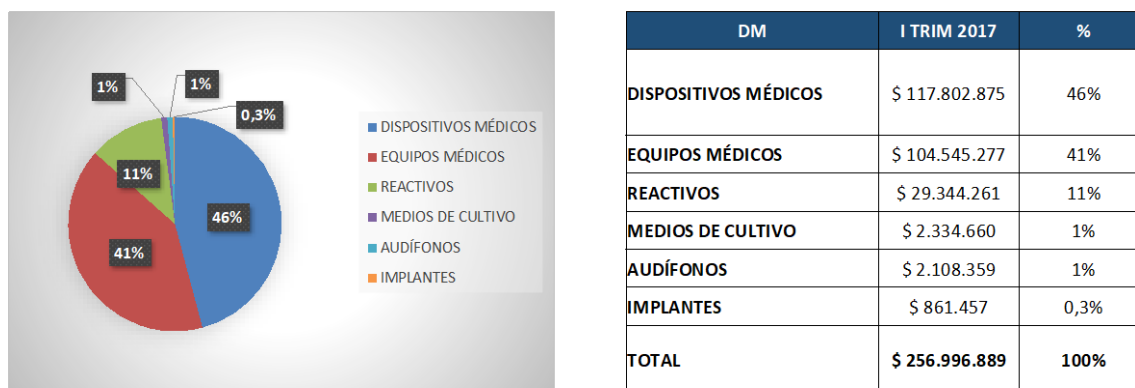 1%
1%
0,3%
11%
46%
41%
DISPOSITIVOS MÉDICOS
EQUIPOS MÉDICOS
REACTIVOS
MEDIOS DE CULTIVO
AUDÍFONOS
IMPLANTES
DM I TRIM 2017 %
DISPOSITIVOS MÉDICOS $ 117.802.875 46%
EQUIPOS MÉDICOS $ 104.545.277 41%
REACTIVOS $ 29.344.261 11%
MEDIOS DE CULTIVO $ 2.334.660 1%
AUDÍFONOS $ 2.108.359 1%
IMPLANTES $ 861.457 0,3%
TOTAL $ 256.996.889 100%